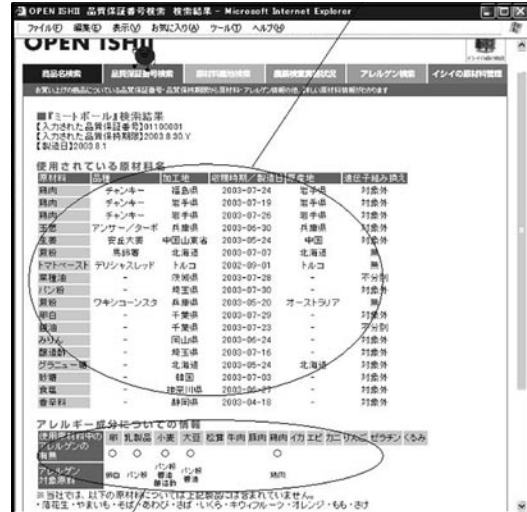 OPEN ISHII 品質保証番号検索 検索結果 - Microsoft Internet Explorer
ファイル(F) 編集(E) 表示(V) お気に入り(A) ツール(T) ヘルプ(H)
OPEN ISHII
商品名検索 品質保証番号検索 原材料産地検索 アレルゲン検索 イシイの原材料管理
■『ミートボール』検索結果
【入力された品質保証番号】01100001
【入力された品質保持期限】2003.8.30.Y
【製造日】2003.8.1
使用されている原材料名
原材料 品種 加工地 収穫時期/製造日 原産地 遺伝子組み換え
鶏肉 チャンキー 福島県 2003-07-24 岩手県 対象外
鶏肉 チャンキー 岩手県 2003-07-19 岩手県 対象外
鶏肉 チャンキー 岩手県 2003-07-26 岩手県 対象外
玉葱 アンサー/ターボ 兵庫県 2003-06-30 兵庫県 対象外
生姜 安丘大姜 中国山東省 2003-05-24 中国 対象外
澱粉 馬鈴薯 北海道 2003-07-07 北海道 無
トマトペースト デリシャスレッド トルコ 2002-09-01 トルコ 無
菜種油 - 茨城県 2003-07-28 - 不分別
パン粉 - 埼玉県 2003-07-30 - 対象外
澱粉 ワキシコーンスタ 兵庫県 2003-05-20 オーストラリア 無
卵白 - 千葉県 2003-07-29 - 対象外
醤油 - 千葉県 2003-07-23 - 不分別
みりん - 岡山県 2003-06-24 - 対象外
醸造酢 - 埼玉県 2003-07-16 - 対象外
グラニュー糖 - 北海道 2003-05-24 北海道 対象外
砂糖 - 韓国 2003-07-03 - 対象外
食塩 - 神奈川県 2003-06-27 - 対象外
香辛料 - 静岡県 2003-04-18 - 対象外
アレルギー成分についての情報
使用原材料中のアレルゲンの有無 卵 乳製品 小麦 大豆 松茸 牛肉 豚肉 鶏肉 イカ エビ カニ りんご ゼラチン くるみ
○ ○ ○ ○ ○
アレルゲン対象原料 卵白 パン粉 パン粉 醤油 醸造酢 パン粉 醤油 鶏肉
※当社では、以下の原材料については上記製品には含まれていません。
・落花生・やまいも・そば・あわび・さば・いくら・キウィフルーツ・オレンジ・もも・さけ